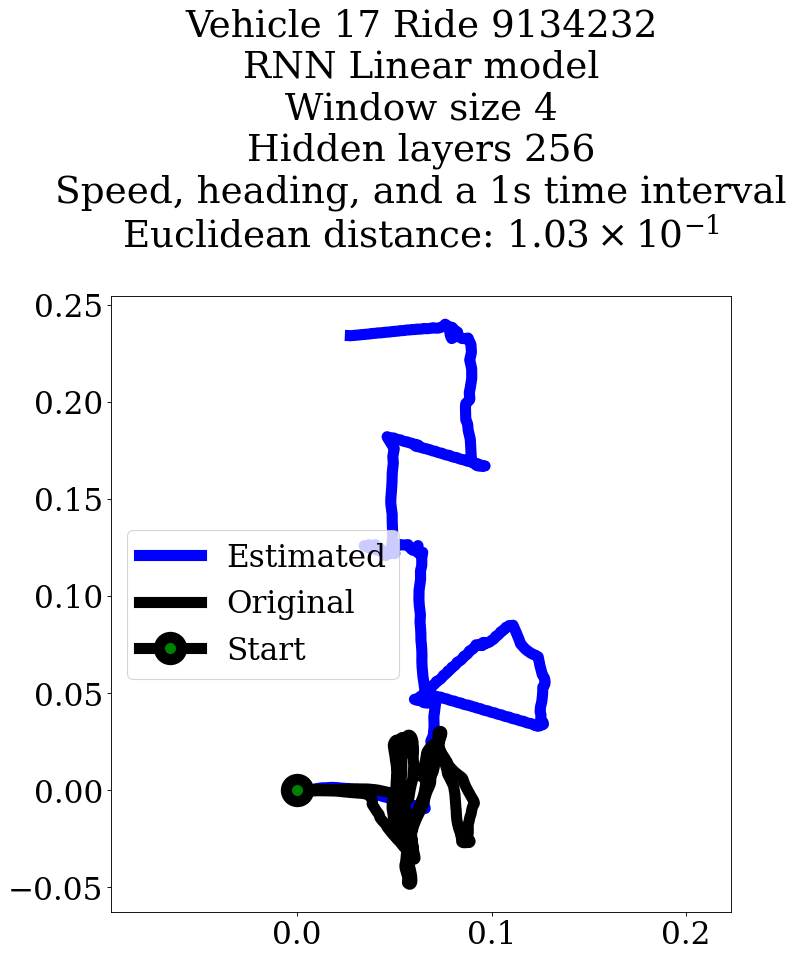 Vehicle 17 Ride 9134232
RNN Linear model
Window size 4
Hidden layers 256
Speed, heading, and a 1s time interval
Euclidean distance: 1.03 × 10⁻¹
0.25
0.20
0.15
0.10
0.05
0.00
−0.05
Estimated
Original
Start
0.0
0.1
0.2